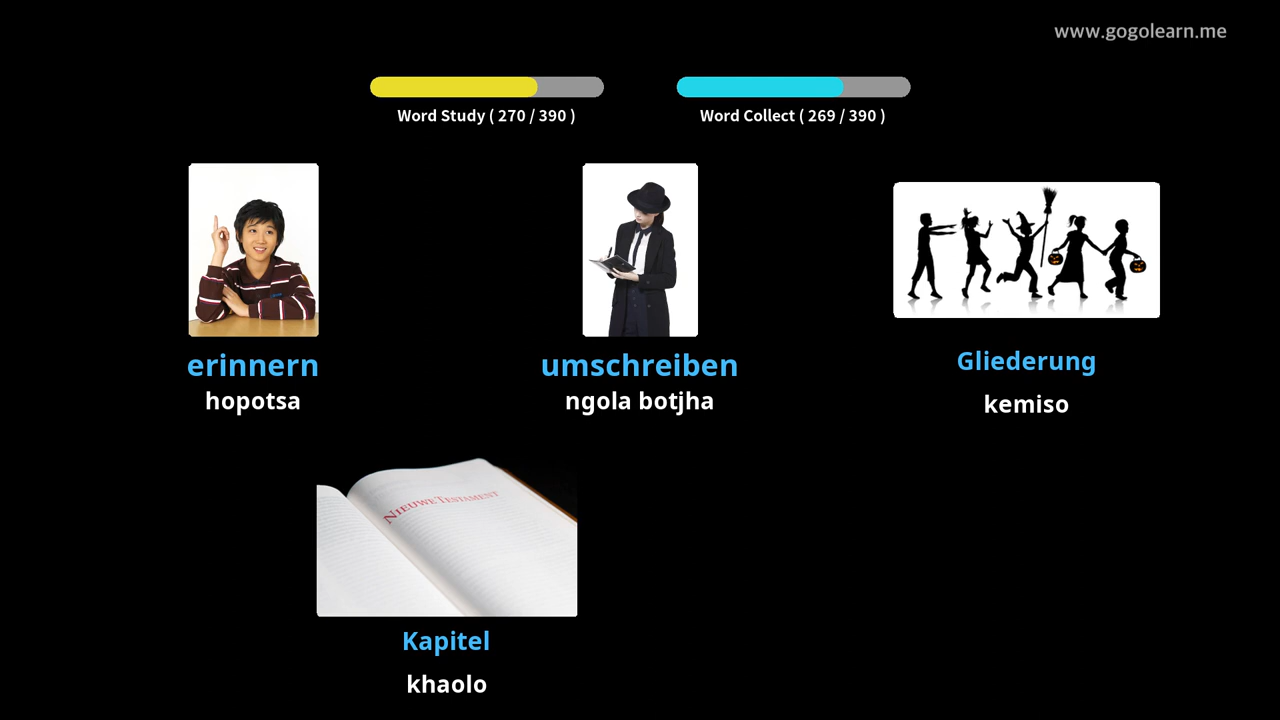 www.gogolearn.me
Word Study ( 270 / 390 )
Word Collect ( 269 / 390 )
erinnern
hopotsa
umschreiben
ngola botjha
Gliederung
kemiso
NIEUWE TESTAMENT
Kapitel
khaolo